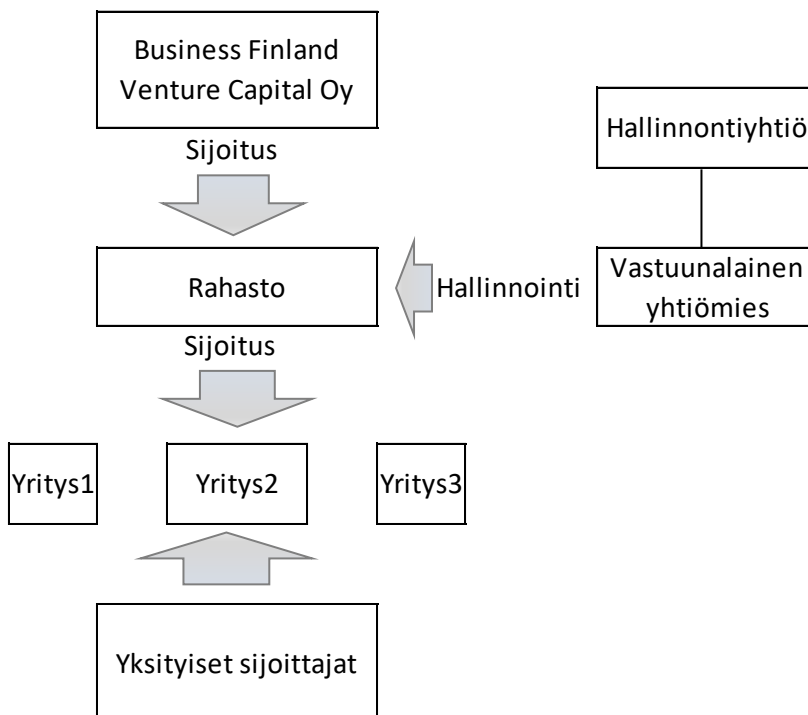 Business Finland
Venture Capital Oy
Hallinnontiyhtiö
Sijoitus
Rahasto
Hallinnointi
Vastuunalainen
yhtiömies
Sijoitus
Yritys1
Yritys2
Yritys3
Yksityiset sijoittajat